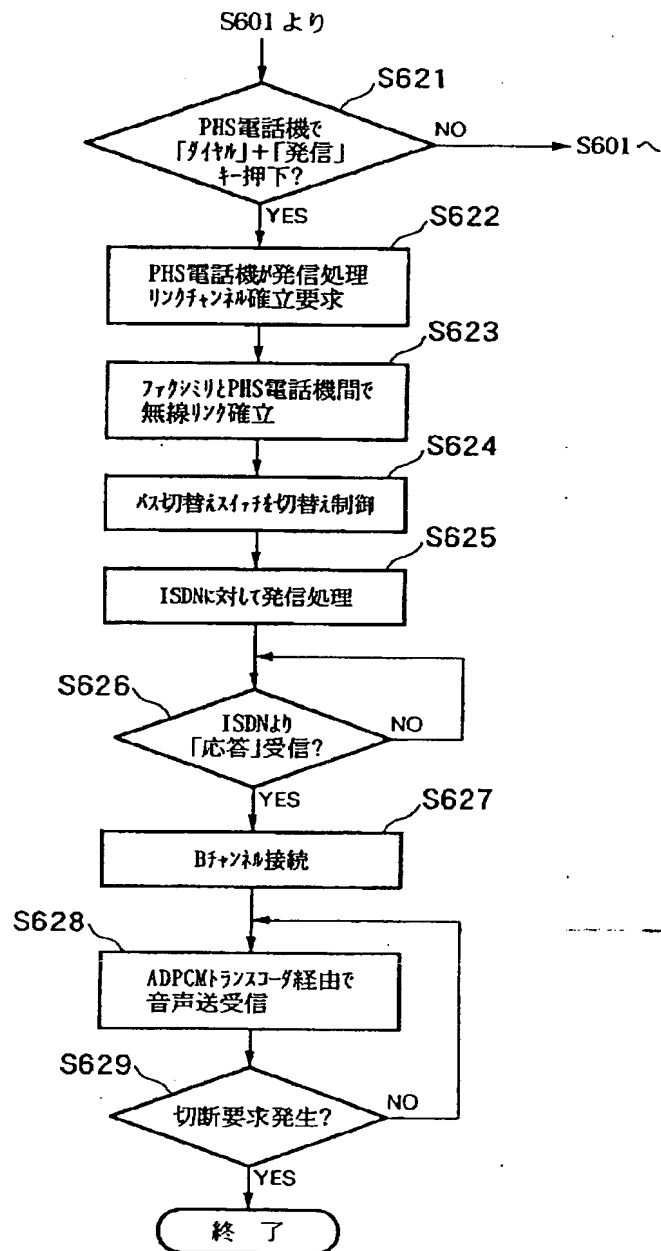 S601より
S621
PHS電話機で
「ダイヤル」+「発信」
キー押下?
NO
S601へ
YES
S622
PHS電話機が発信処理
リンクチャンネル確立要求
S623
ファクシミリとPHS電話機間で
無線リンク確立
S624
パス切替えスイッチを切替え制御
S625
ISDNに対して発信処理
S626
ISDNより
「応答」受信?
NO
YES
S627
Bチャンネル接続
S628
ADPCMトランスコーダ経由で
音声送受信
S629
切断要求発生?
NO
YES
終了